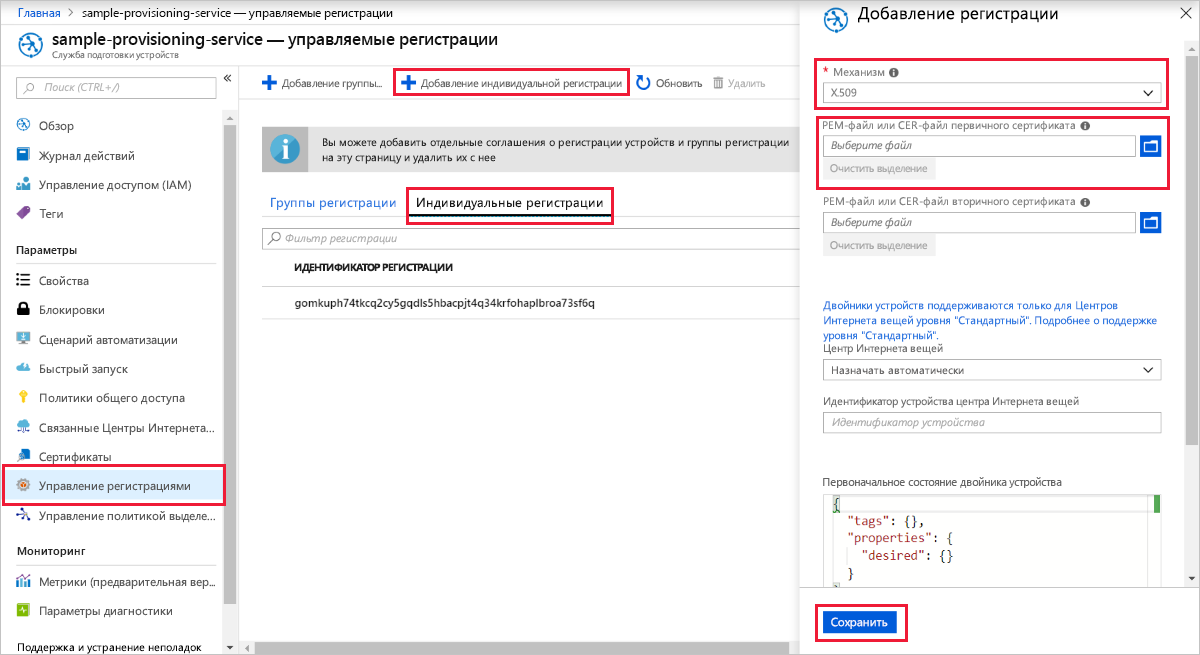 Главная > sample-provisioning-service — управляемые регистрации
sample-provisioning-service — управляемые регистрации
Служба подготовки устройств
Поиск (CTRL+/)
«
Обзор
Журнал действий
Управление доступом (IAM)
Теги
Параметры
Свойства
Блокировки
Сценарий автоматизации
Быстрый запуск
Политики общего доступа
Связанные Центры Интернета...
Сертификаты
Управление регистрациями
Управление политикой выделе...
Мониторинг
Метрики (предварительная вер...
Параметры диагностики
Поддержка и устранение неполадок
Добавление группы... Добавление индивидуальной регистрации Обновить Удалить
Вы можете добавить отдельные соглашения о регистрации устройств и группы регистрации
на эту страницу и удалить их с нее
Группы регистрации Индивидуальные регистрации
Фильтр регистрации
ИДЕНТИФИКАТОР РЕГИСТРАЦИИ
gomkuph74tkcq2cy5gqdls5hbacpjt4q34krfohaplbroa73sf6q
Добавление регистрации
* Механизм
X.509
PEM-файл или CER-файл первичного сертификата
Выберите файл
Очистить выделение
PEM-файл или CER-файл вторичного сертификата
Выберите файл
Очистить выделение
Двойники устройств поддерживаются только для Центров
Интернета вещей уровня "Стандартный". Подробнее о поддержке
уровня "Стандартный".
Центр Интернета вещей
Назначать автоматически
Идентификатор устройства центра Интернета вещей
Идентификатор устройства
Первоначальное состояние двойника устройства
{
"tags": {},
"properties": {
"desired": {}
}
Сохранить